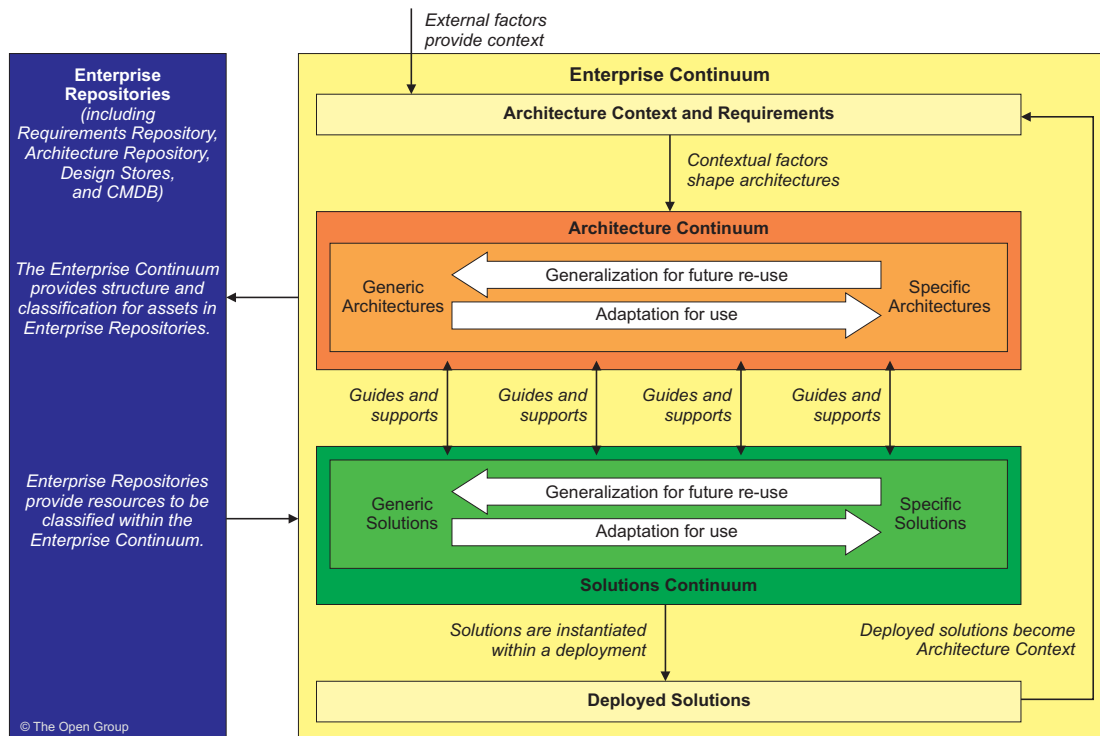 External factors
provide context
Enterprise
Repositories
(including
Requirements Repository,
Architecture Repository,
Design Stores,
and CMDB)
The Enterprise Continuum
provides structure and
classification for assets in
Enterprise Repositories.
Enterprise Repositories
provide resources to be
classified within the
Enterprise Continuum.
© The Open Group
Enterprise Continuum
Architecture Context and Requirements
Contextual factors
shape architectures
Architecture Continuum
Generic
Architectures
Generalization for future re-use
Adaptation for use
Specific
Architectures
Guides and
supports
Guides and
supports
Guides and
supports
Guides and
supports
Generic
Solutions
Generalization for future re-use
Adaptation for use
Specific
Solutions
Solutions Continuum
Solutions are instantiated
within a deployment
Deployed solutions become
Architecture Context
Deployed Solutions